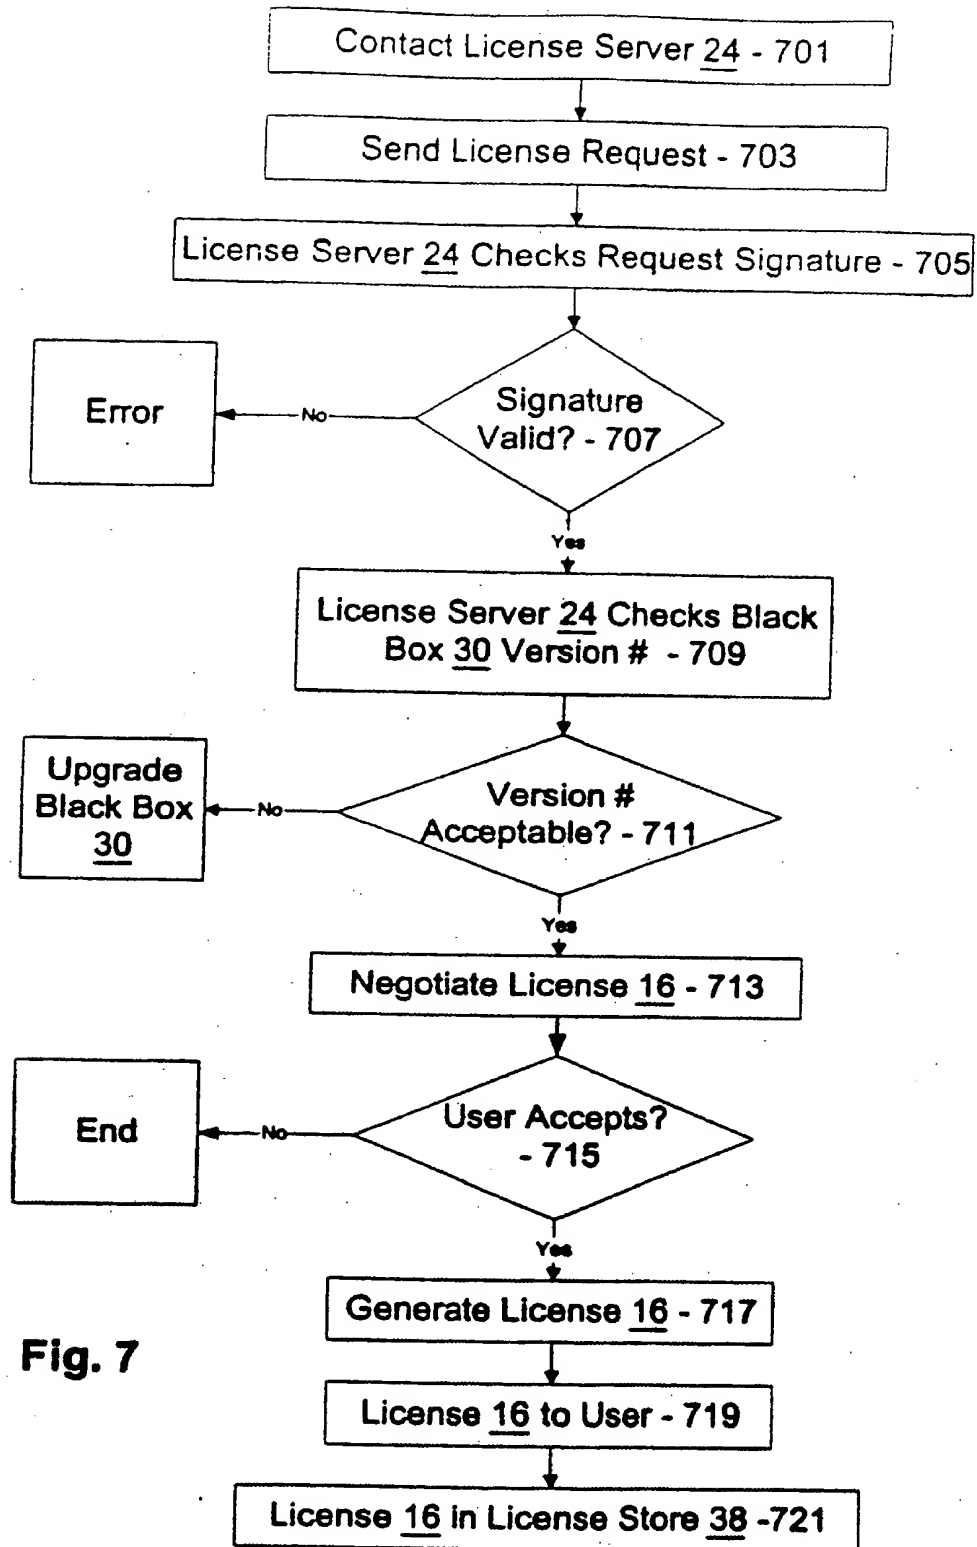 Contact License Server 24 - 701
Send License Request - 703
License Server 24 Checks Request Signature - 705
Signature
Valid? - 707
No
Error
Yes
License Server 24 Checks Black
Box 30 Version # - 709
Version #
Acceptable? - 711
No
Upgrade
Black Box
30
Yes
Negotiate License 16 - 713
User Accepts?
- 715
No
End
Yes
Generate License 16 - 717
Fig. 7
License 16 to User - 719
License 16 in License Store 38 -721